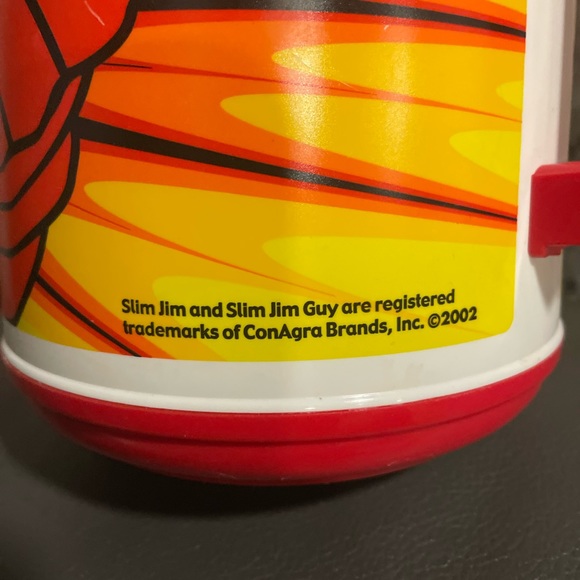 Slim Jim and Slim Jim Guy are registered
trademarks of ConAgra Brands, Inc. ©2002